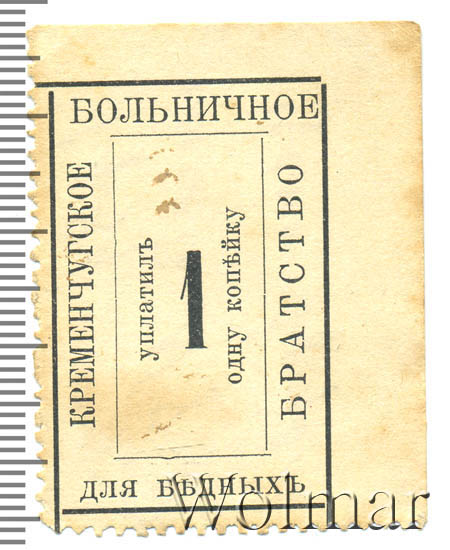 КРЕМЕНЧУГСКОЕ
БОЛЬНИЧНОЕ
БРАТСТВО
ДЛЯ БѢДНЫХЪ
уплатилъ
1
одну копѣйку
Wolmar